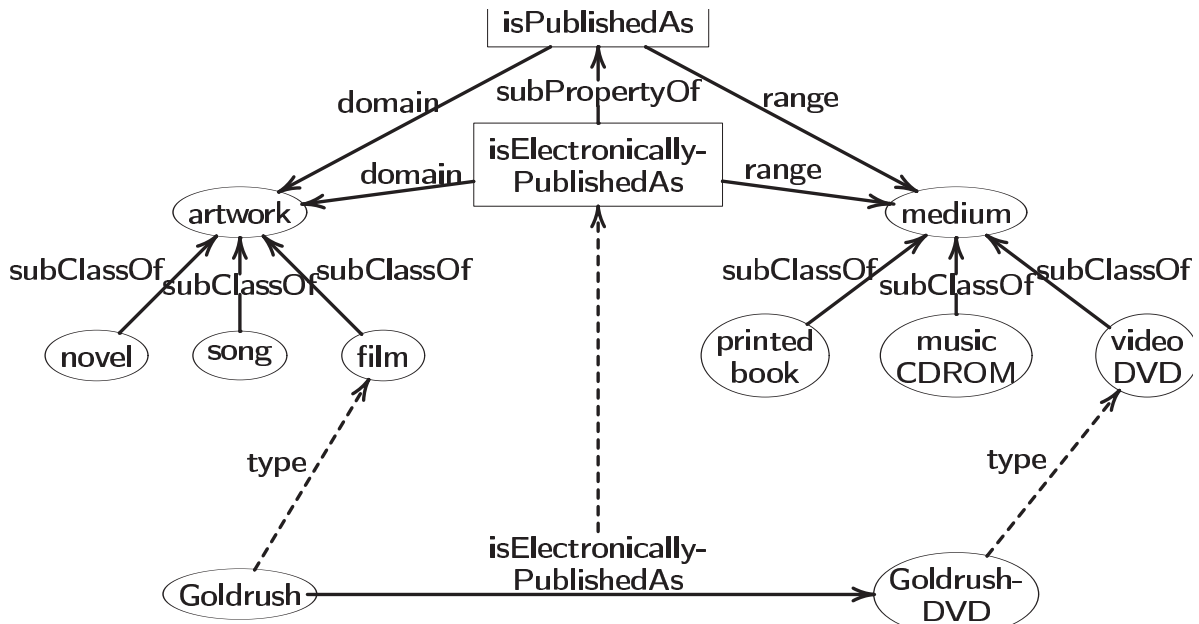 isPublishedAs
domain
subPropertyOf
range
isElectronically-
PublishedAs
domain
range
artwork
medium
subClassOf
subClassOf
subClassOf
subClassOf
subClassOf
subClassOf
novel
song
film
printed
book
music
CDROM
video
DVD
type
type
isElectronically-
PublishedAs
Goldrush
Goldrush-
DVD